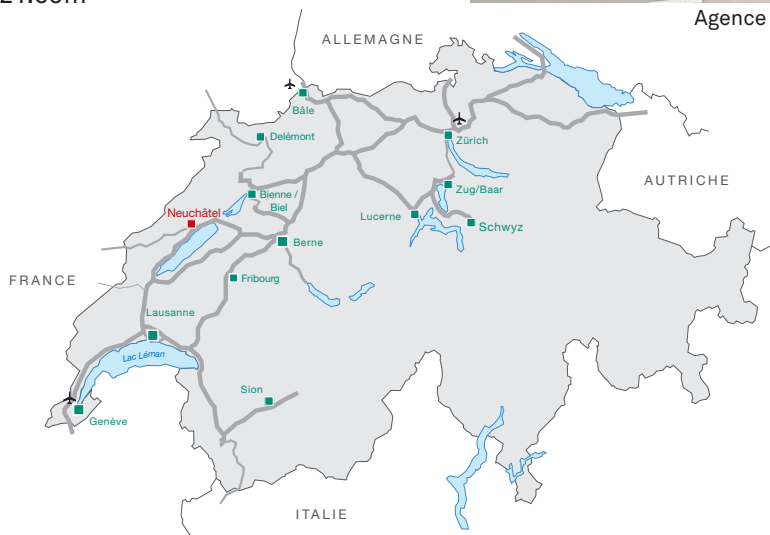 Agence
ALLEMAGNE
Bâle
Delémont
Zürich
AUTRICHE
Zug/Baar
Bienne /
Biel
Neuchâtel
Lucerne
Schwyz
Berne
FRANCE
Fribourg
Lausanne
Lac Léman
Sion
Genève
ITALIE